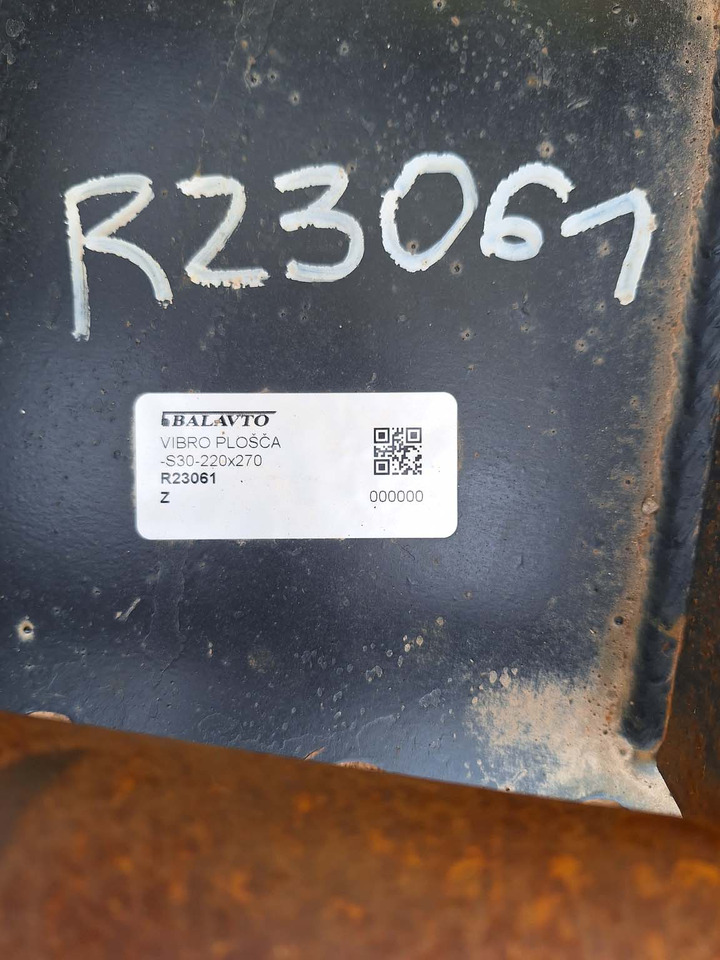 R23061
BALAVTO
VIBRO PLOŠČA
-S30-220x270
R23061
Z
000000